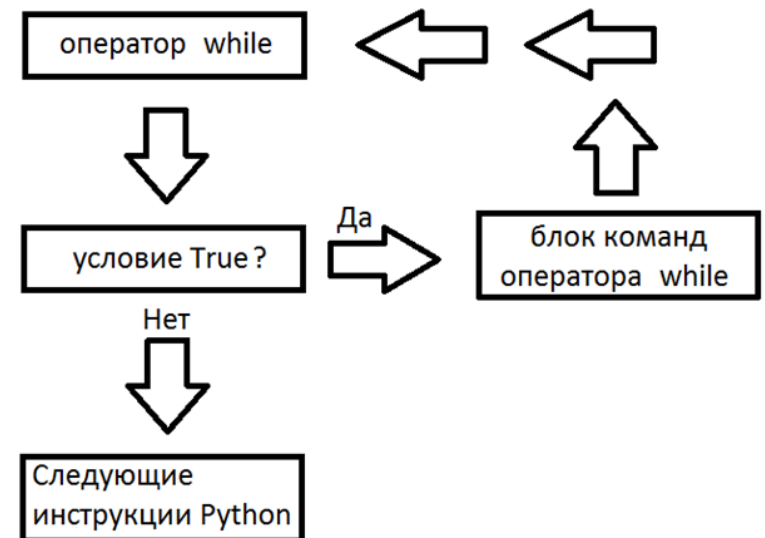 оператор while
условие True?
Да
блок команд
оператора while
Нет
Следующие
инструкции Python